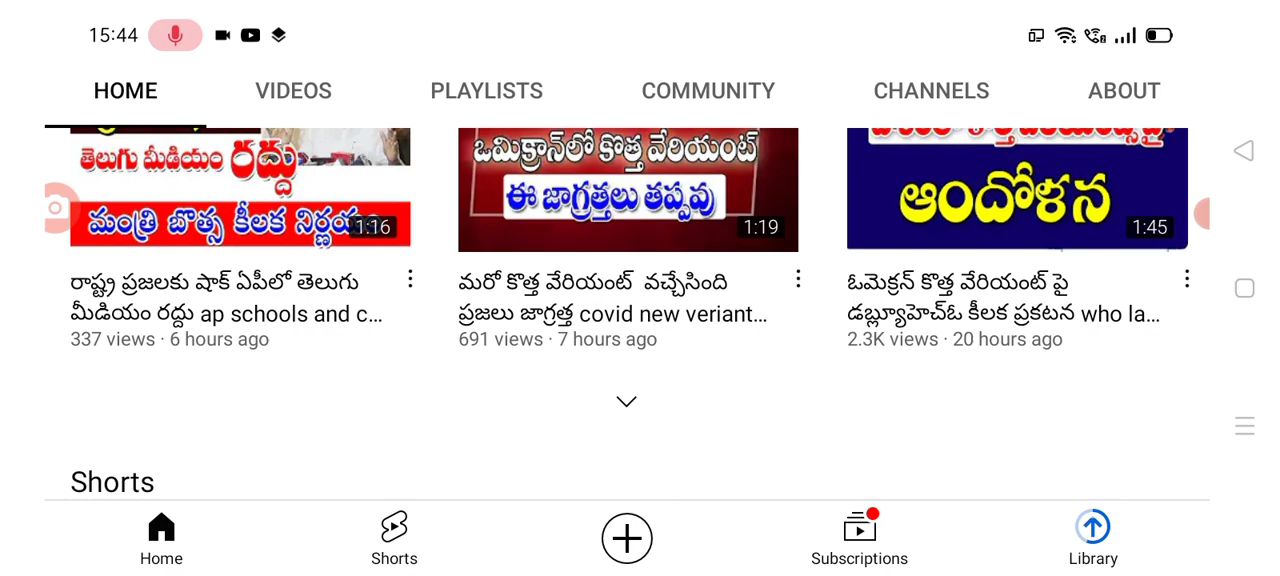 15:44
HOME VIDEOS PLAYLISTS COMMUNITY CHANNELS ABOUT
తెలుగు మీడియం రద్దు
మంత్రి బొత్స కీలక నిర్ణయం
1:16
ఒమిక్రాన్‌లో కొత్త వేరియంట్
ఈ జాగ్రత్తలు తప్పవు
1:19
ఆందోళన
1:45
రాష్ట్ర ప్రజలకు షాక్ ఏపీలో తెలుగు
మీడియం రద్దు ap schools and c...
337 views · 6 hours ago
మరో కొత్త వేరియంట్ వచ్చేసింది
ప్రజలు జాగ్రత్త covid new veriant...
691 views · 7 hours ago
ఓమెక్రన్ కొత్త వేరియంట్ పై
డబ్ల్యూహెచ్ఓ కీలక ప్రకటన who la...
2.3K views · 20 hours ago
Shorts
Home Shorts Subscriptions Library